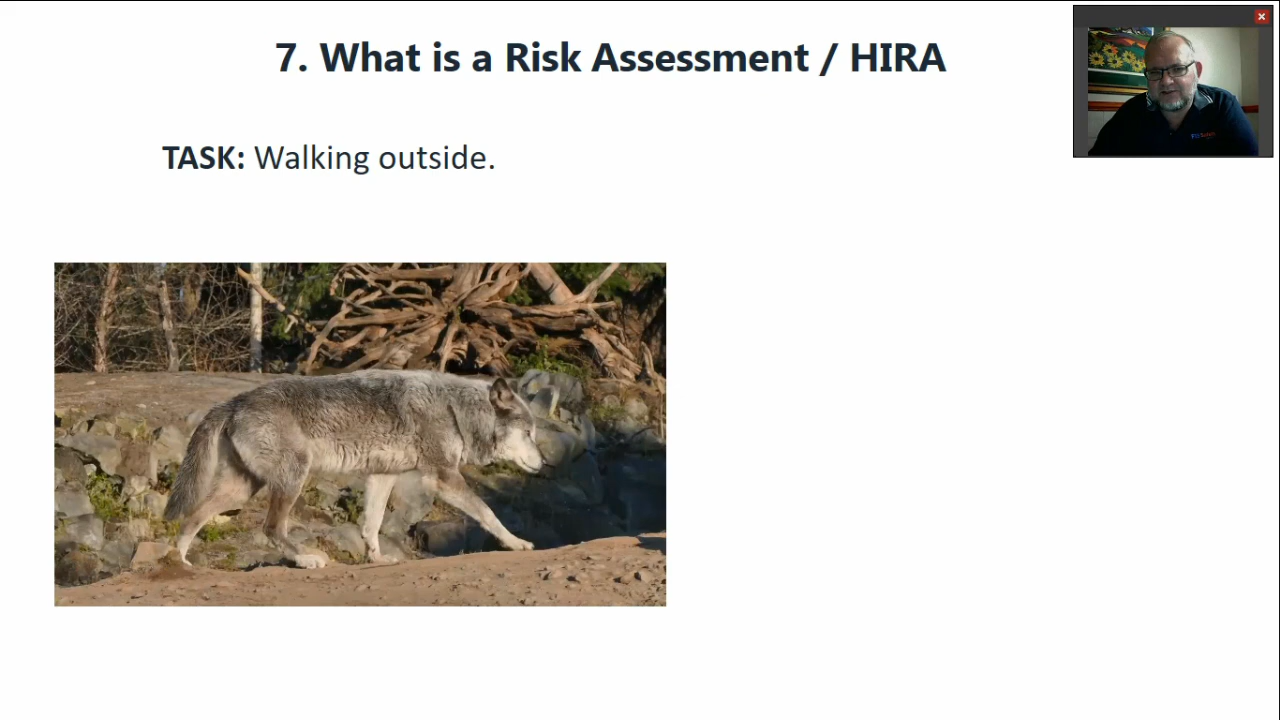 7. What is a Risk Assessment / HIRA
TASK: Walking outside.